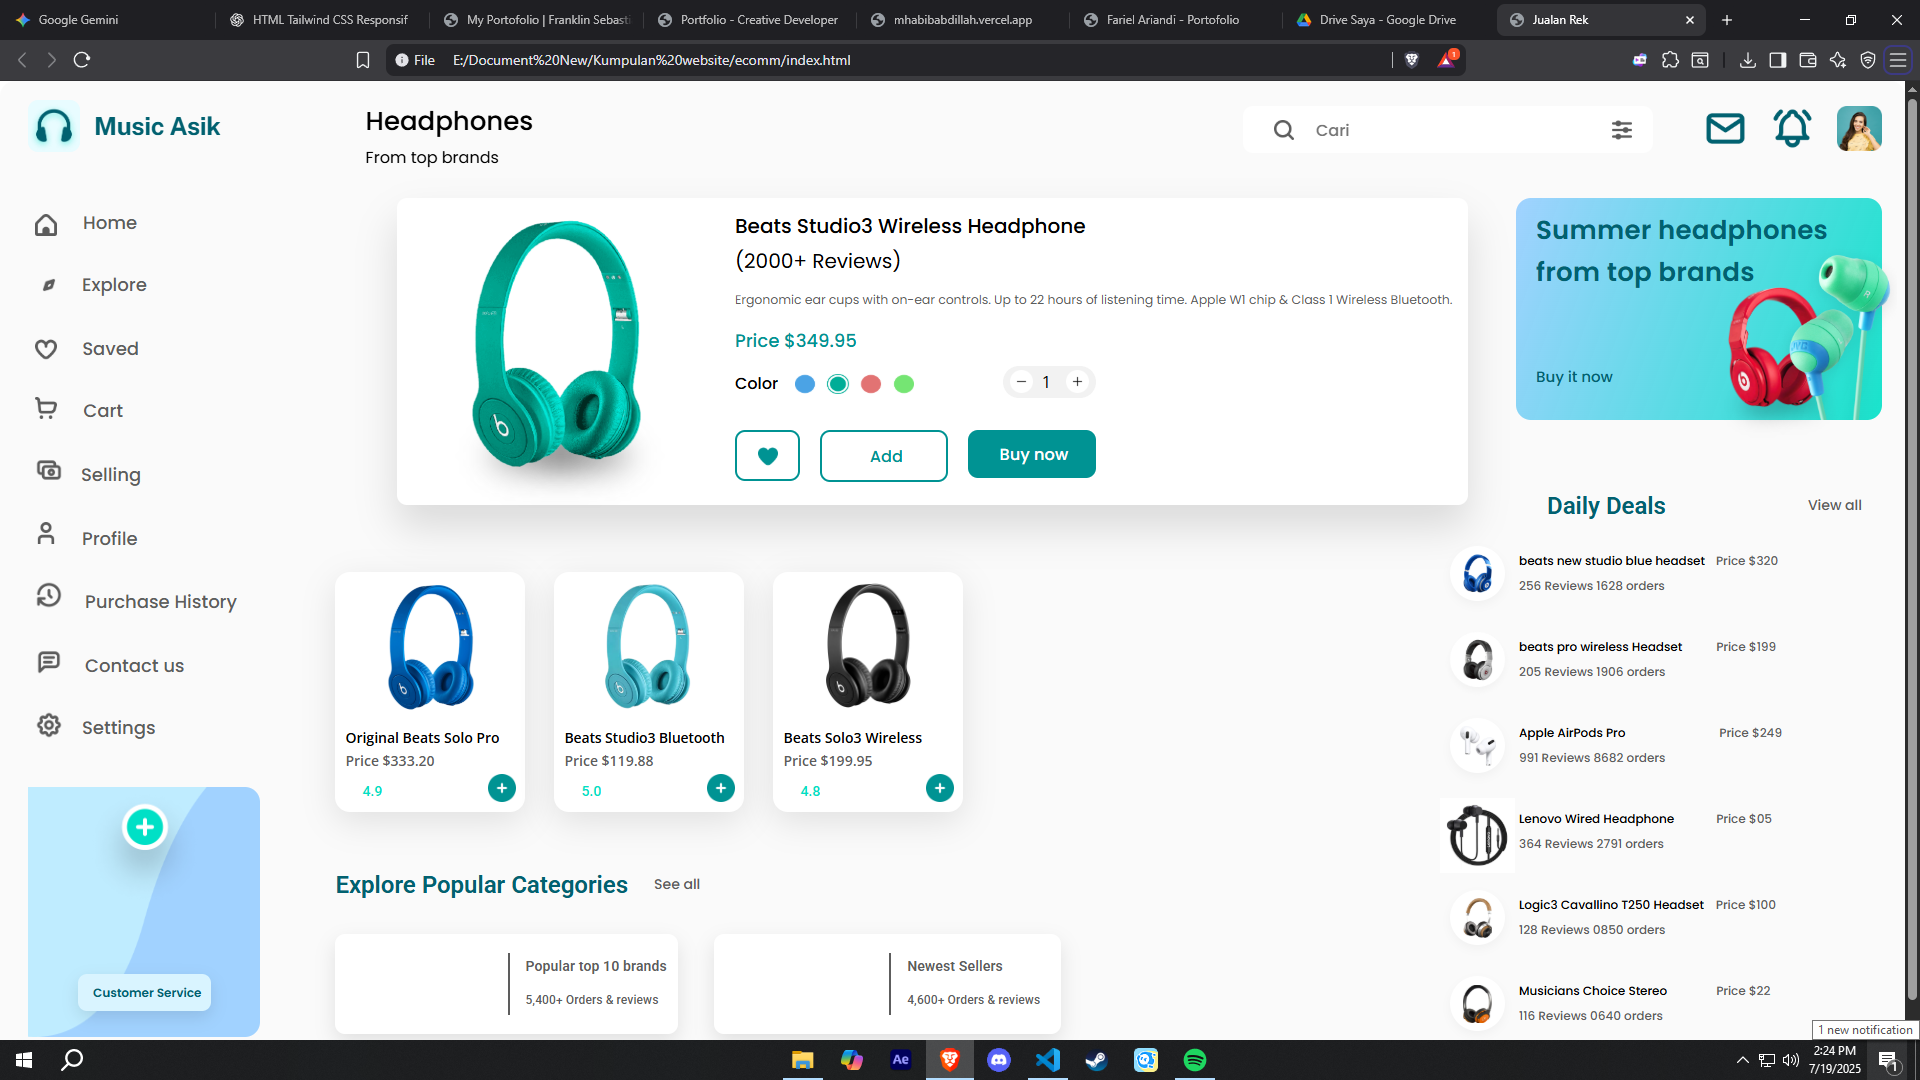 Google Gemini
HTML Tailwind CSS Responsif
My Portofolio | Franklin Sebasti
Portfolio - Creative Developer
mhabibabdillah.vercel.app
Fariel Ariandi - Portofolio
Drive Saya - Google Drive
Jualan Rek
File
E:/Document%20New/Kumpulan%20website/ecomm/index.html
1
Music Asik
Headphones
From top brands
Cari
Home
Explore
Saved
Cart
Selling
Profile
Purchase History
Contact us
Settings
Customer Service
Beats Studio3 Wireless Headphone
(2000+ Reviews)
Ergonomic ear cups with on-ear controls. Up to 22 hours of listening time. Apple W1 chip & Class 1 Wireless Bluetooth.
Price $349.95
Color
− 1 +
Add
Buy now
Summer headphones
from top brands
Buy it now
Original Beats Solo Pro
Price $333.20
4.9
Beats Studio3 Bluetooth
Price $119.88
5.0
Beats Solo3 Wireless
Price $199.95
4.8
Explore Popular Categories
See all
Popular top 10 brands
5,400+ Orders & reviews
Newest Sellers
4,600+ Orders & reviews
Daily Deals
View all
beats new studio blue headset
Price $320
256 Reviews 1628 orders
beats pro wireless Headset
Price $199
205 Reviews 1906 orders
Apple AirPods Pro
Price $249
991 Reviews 8682 orders
Lenovo Wired Headphone
Price $05
364 Reviews 2791 orders
Logic3 Cavallino T250 Headset
Price $100
128 Reviews 0850 orders
Musicians Choice Stereo
Price $22
116 Reviews 0640 orders
1 new notification
Ae
2:24 PM
7/19/2025
1